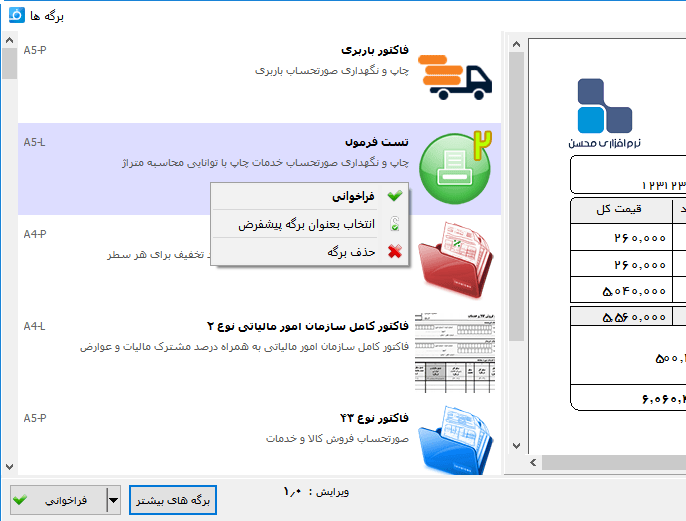 برگه ها
فاکتور باربری
A5-P
چاپ و نگهداری صورتحساب باربری
تست فرمول
A5-L
۲
چاپ و نگهداری صورتحساب خدمات چاپ با توانایی محاسبه متراژ
فراخوانی
انتخاب بعنوان برگه پیشفرض
حذف برگه
A4-P
تخفیف برای هر سطر
فاکتور کامل سازمان امور مالیاتی نوع ۲
A4-L
فاکتور کامل سازمان امور مالیاتی به همراه درصد مشترک مالیات و عوارض
فاکتور نوع ۴۳
A5-P
صورتحساب فروش کالا و خدمات
نرم‌افزاری محسن
۱۲۳۱۲۳
قیمت کل
۲۶۰,۰۰۰
۲۶۰,۰۰۰
۵,۰۴۰,۰۰۰
۵,۵۶۰,۰۰۰
۵۰۰,
۶,۰۶۰,
فراخوانی
برگه های بیشتر
ویرایش : ۱٫۰